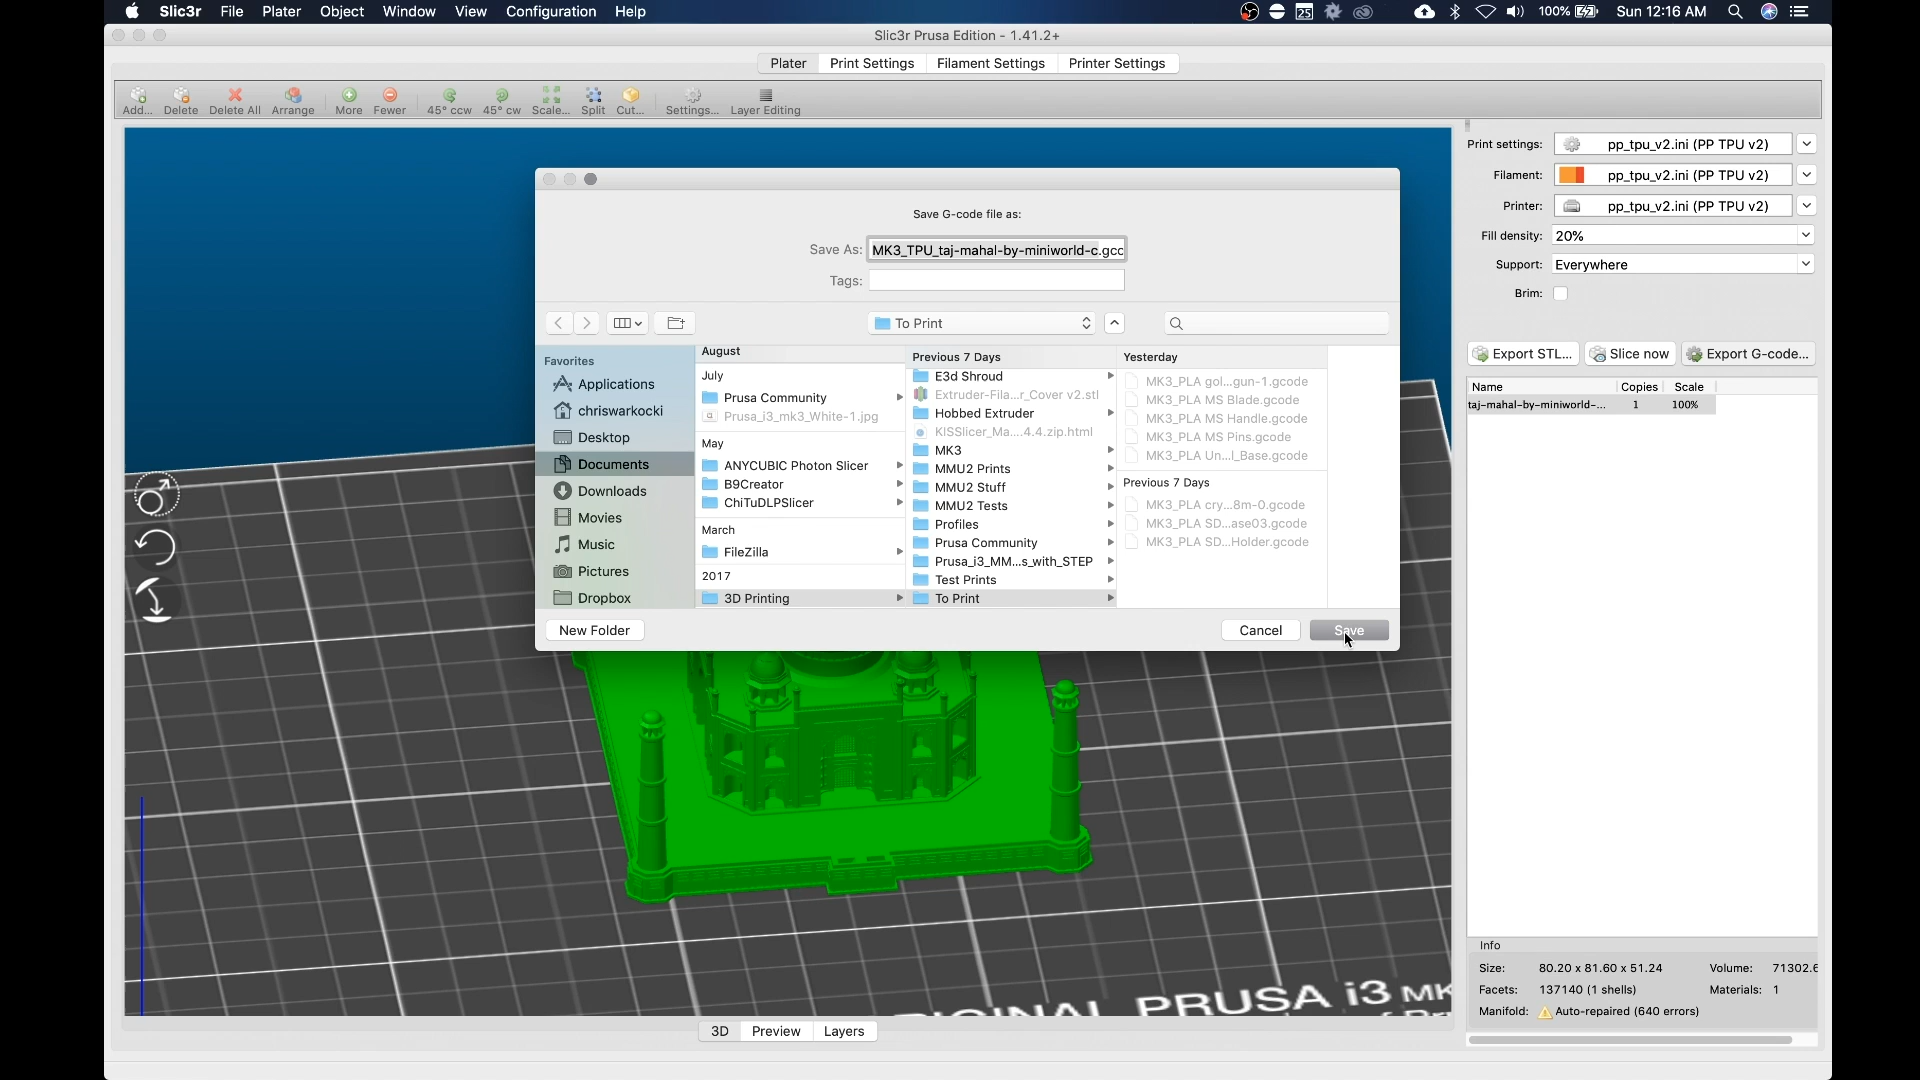 Slic3r File Plater Object Window View Configuration Help 25 100% Sun 12:16 AM
Slic3r Prusa Edition - 1.41.2+
Plater Print Settings Filament Settings Printer Settings
Add... Delete Delete All Arrange More Fewer 45° ccw 45° cw Scale... Split Cut... Settings... Layer Editing
Print settings: pp_tpu_v2.ini (PP TPU v2)
Filament: pp_tpu_v2.ini (PP TPU v2)
Printer: pp_tpu_v2.ini (PP TPU v2)
Fill density: 20%
Support: Everywhere
Brim:
Export STL... Slice now Export G-code...
Name Copies Scale
taj-mahal-by-miniworld-... 1 100%
Save G-code file as:
Save As: MK3_TPU_taj-mahal-by-miniworld-c.gcc
Tags:
To Print
Favorites
Applications
chriswarkocki
Desktop
Documents
Downloads
Movies
Music
Pictures
Dropbox
August
July
Prusa Community
Prusa_i3_mk3_White-1.jpg
May
ANYCUBIC Photon Slicer
B9Creator
ChiTuDLPSlicer
March
FileZilla
2017
3D Printing
Previous 7 Days
E3d Shroud
Extruder-Fila...r_Cover v2.stl
Hobbed Extruder
KISSlicer_Ma....4.4.zip.html
MK3
MMU2 Prints
MMU2 Stuff
MMU2 Tests
Profiles
Prusa Community
Prusa_i3_MM...s_with_STEP
Test Prints
To Print
Yesterday
MK3_PLA gol...gun-1.gcode
MK3_PLA MS Blade.gcode
MK3_PLA MS Handle.gcode
MK3_PLA MS Pins.gcode
MK3_PLA Un...l_Base.gcode
Previous 7 Days
MK3_PLA cry...8m-0.gcode
MK3_PLA SD...ase03.gcode
MK3_PLA SD...Holder.gcode
New Folder Cancel Save
PRUSA i3 MK
3D Preview Layers
Info
Size: 80.20 x 81.60 x 51.24 Volume: 71302.6
Facets: 137140 (1 shells) Materials: 1
Manifold: Auto-repaired (640 errors)